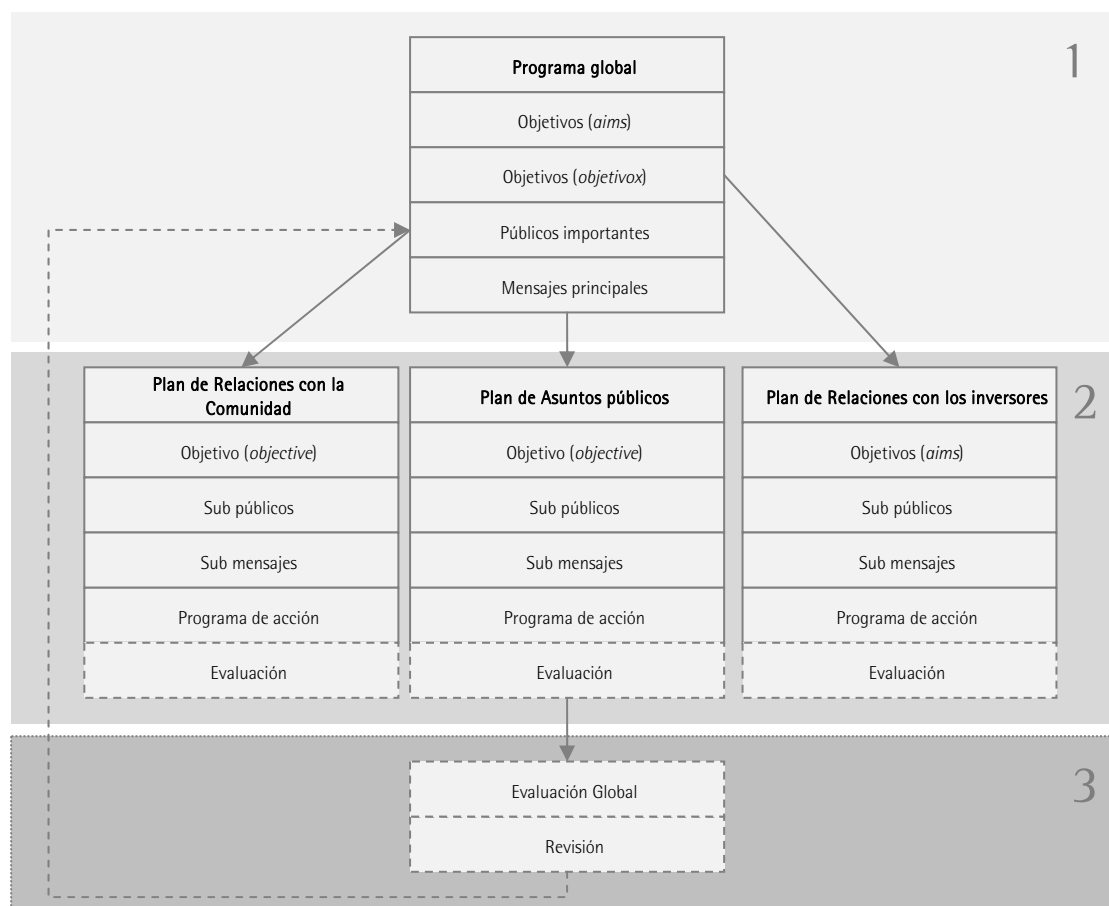 1
Programa global
Objetivos (aims)
Objetivos (objetivox)
Públicos importantes
Mensajes principales
2
Plan de Relaciones con la
Comunidad
Objetivo (objective)
Sub públicos
Sub mensajes
Programa de acción
Evaluación
Plan de Asuntos públicos
Objetivo (objective)
Sub públicos
Sub mensajes
Programa de acción
Evaluación
Plan de Relaciones con los inversores
Objetivos (aims)
Sub públicos
Sub mensajes
Programa de acción
Evaluación
3
Evaluación Global
Revisión